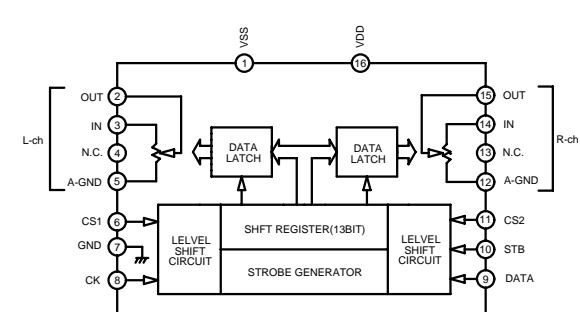 VSS
VDD
1
16
OUT 2
15 OUT
IN 3
14 IN
L-ch
R-ch
N.C. 4
13 N.C.
A-GND 5
12 A-GND
DATA
LATCH
DATA
LATCH
CS1 6
11 CS2
GND 7
10 STB
CK 8
9 DATA
LELVEL
SHIFT
CIRCUIT
SHFT REGISTER(13BIT)
STROBE GENERATOR
LELVEL
SHIFT
CIRCUIT